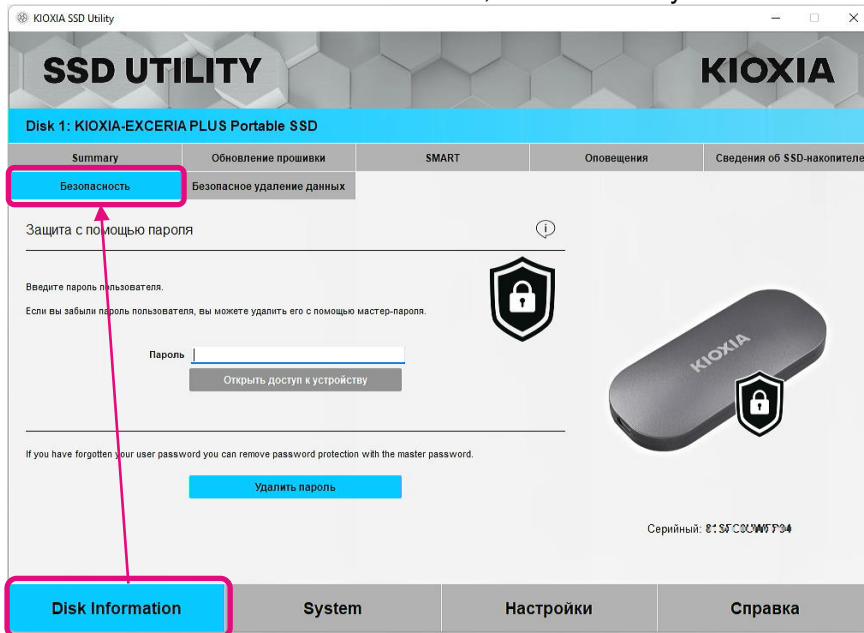 KIOXIA SSD Utility
SSD UTILITY
KIOXIA
Disk 1: KIOXIA-EXCERIA PLUS Portable SSD
Summary
Обновление прошивки
SMART
Оповещения
Сведения об SSD-накопителе
Безопасность
Безопасное удаление данных
Защита с помощью пароля
Введите пароль пользователя.
Если вы забыли пароль пользователя, вы можете удалить его с помощью мастер-пароля.
Пароль
Открыть доступ к устройству
KIOXIA
If you have forgotten your user password you can remove password protection with the master password.
Удалить пароль
Серийный:
Disk Information
System
Настройки
Справка